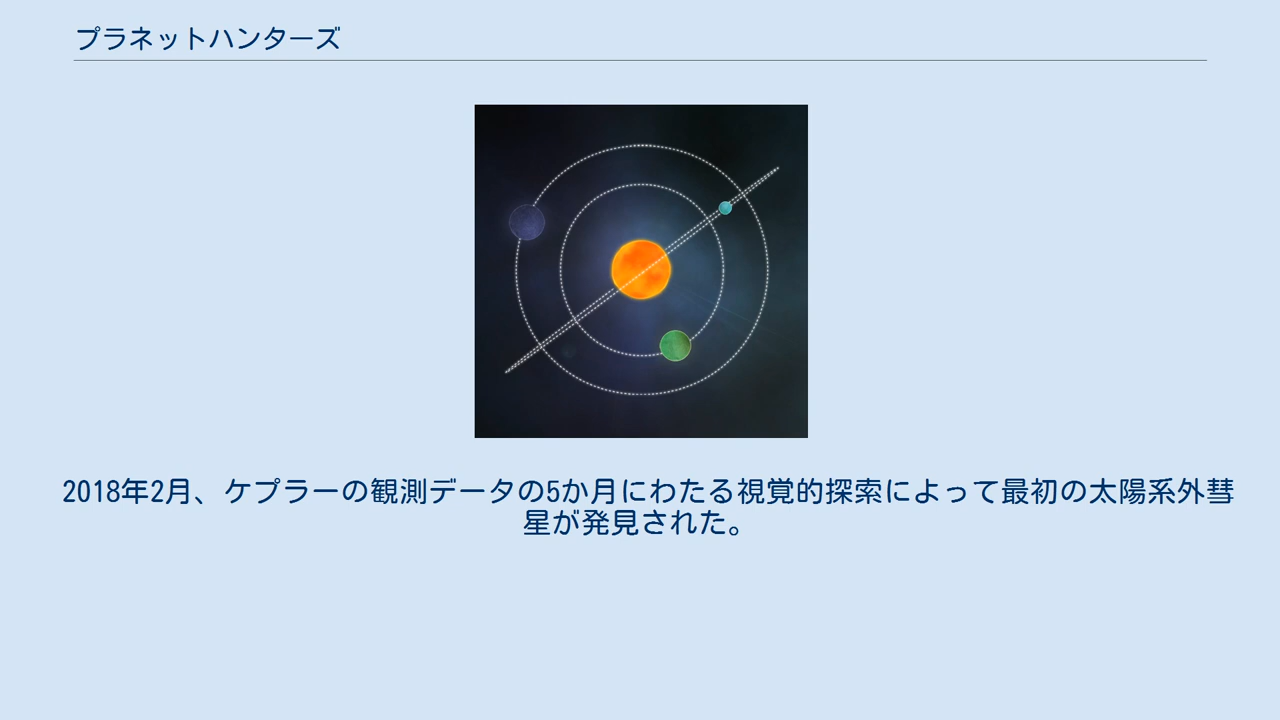 プラネットハンターズ
2018年2月、ケプラーの観測データの5か月にわたる視覚的探索によって最初の太陽系外彗
星が発見された。